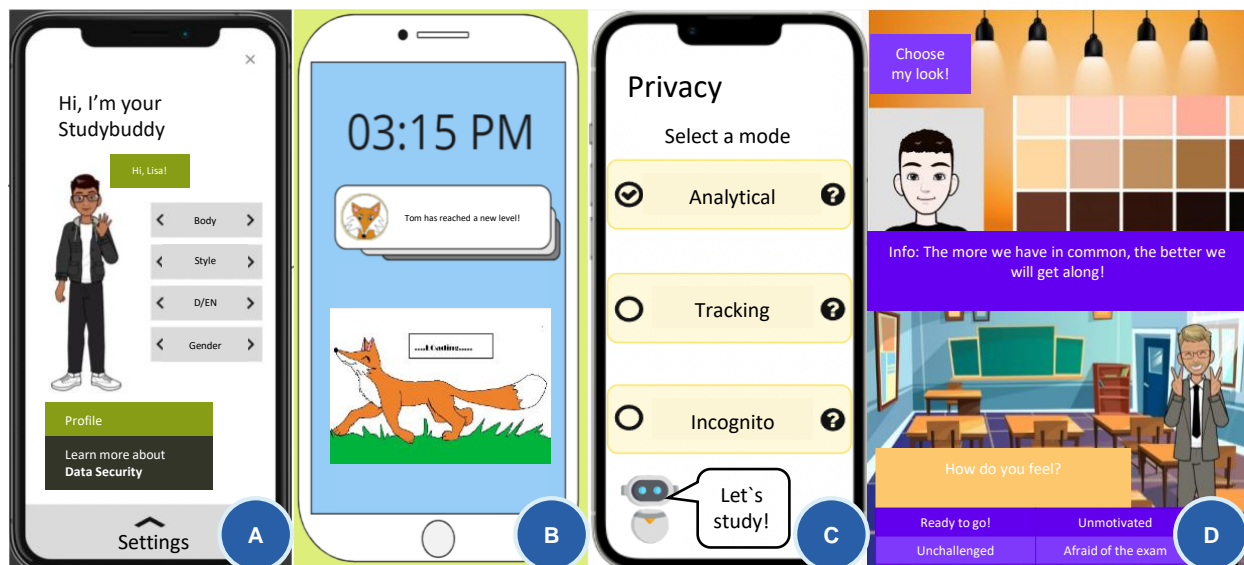 Hi, I'm your
Studybuddy
Hi, Lisa!
Body
Style
D/EN
Gender
Profile
Learn more about
Data Security
Settings
A
03:15 PM
Tom has reached a new level!
....LOading.....
B
Privacy
Select a mode
Analytical
Tracking
Incognito
Let`s
study!
C
Choose
my look!
Info: The more we have in common, the better we
will get along!
How do you feel?
Ready to go!
Unmotivated
Unchallenged
Afraid of the exam
D